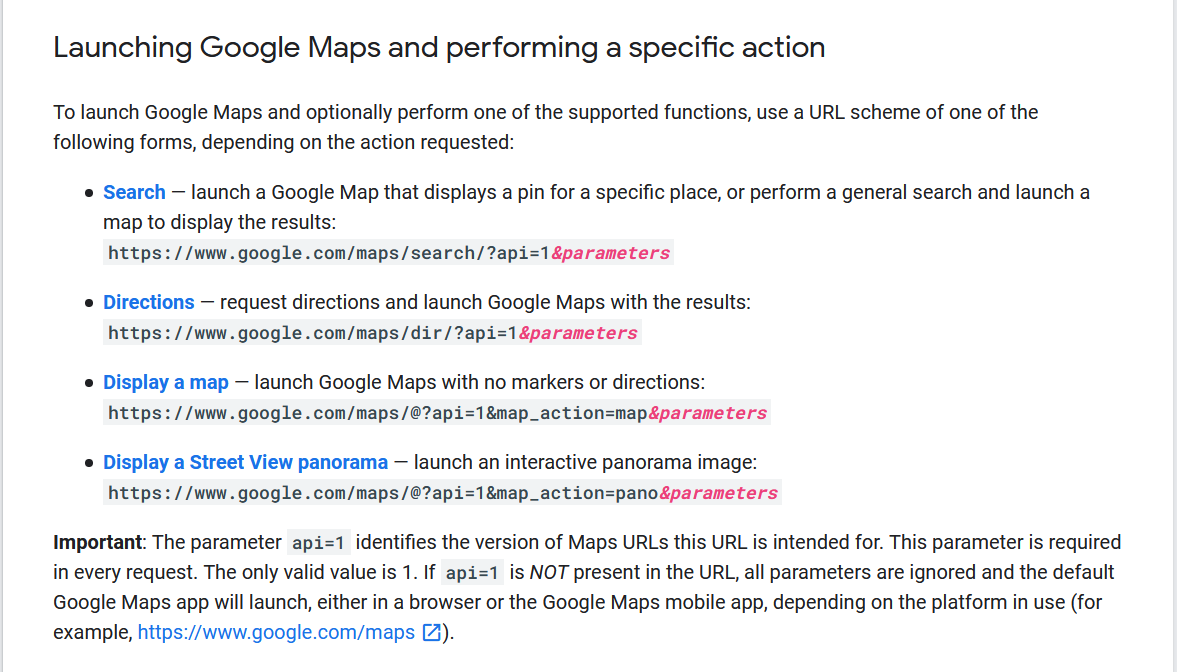 Launching Google Maps and performing a specific action
To launch Google Maps and optionally perform one of the supported functions, use a URL scheme of one of the
following forms, depending on the action requested:
● Search — launch a Google Map that displays a pin for a specific place, or perform a general search and launch a
map to display the results:
https://www.google.com/maps/search/?api=1&parameters
● Directions — request directions and launch Google Maps with the results:
https://www.google.com/maps/dir/?api=1&parameters
● Display a map — launch Google Maps with no markers or directions:
https://www.google.com/maps/@?api=1&map_action=map&parameters
● Display a Street View panorama — launch an interactive panorama image:
https://www.google.com/maps/@?api=1&map_action=pano&parameters
Important: The parameter api=1 identifies the version of Maps URLs this URL is intended for. This parameter is required
in every request. The only valid value is 1. If api=1 is NOT present in the URL, all parameters are ignored and the default
Google Maps app will launch, either in a browser or the Google Maps mobile app, depending on the platform in use (for
example, https://www.google.com/maps ).